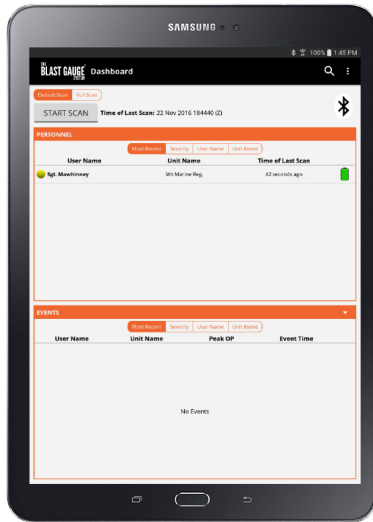 SAMSUNG
100% 1:45 PM
THE
BLAST GAUGE Dashboard
SYSTEM
Default Scan Full Scan
START SCAN Time of Last Scan: 22 Nov 2016 184440 (Z)
PERSONNEL
Most Recent Severity User Name Unit Name
User Name Unit Name Time of Last Scan
Sgt. Mawhinney 5th Marine Reg. 42 seconds ago
EVENTS
Most Recent Severity User Name Unit Name
User Name Unit Name Peak OP Event Time
No Events